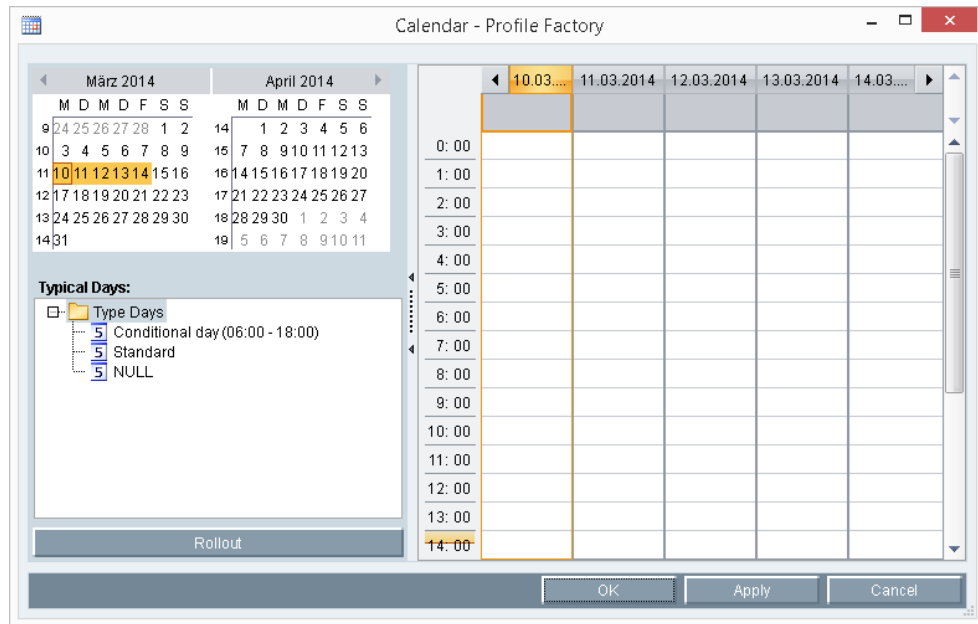 Calendar - Profile Factory
März 2014 April 2014
M D M D F S S M D M D F S S
9 24 25 26 27 28 1 2 14 1 2 3 4 5 6
10 3 4 5 6 7 8 9 15 7 8 9 10 11 12 13
11 10 11 12 13 14 15 16 16 14 15 16 17 18 19 20
12 17 18 19 20 21 22 23 17 21 22 23 24 25 26 27
13 24 25 26 27 28 29 30 18 28 29 30 1 2 3 4
14 31 19 5 6 7 8 9 10 11
Typical Days:
Type Days
5 Conditional day (06:00 - 18:00)
5 Standard
5 NULL
Rollout
10.03.... 11.03.2014 12.03.2014 13.03.2014 14.03....
0: 00
1: 00
2: 00
3: 00
4: 00
5: 00
6: 00
7: 00
8: 00
9: 00
10: 00
11: 00
12: 00
13: 00
14: 00
OK Apply Cancel